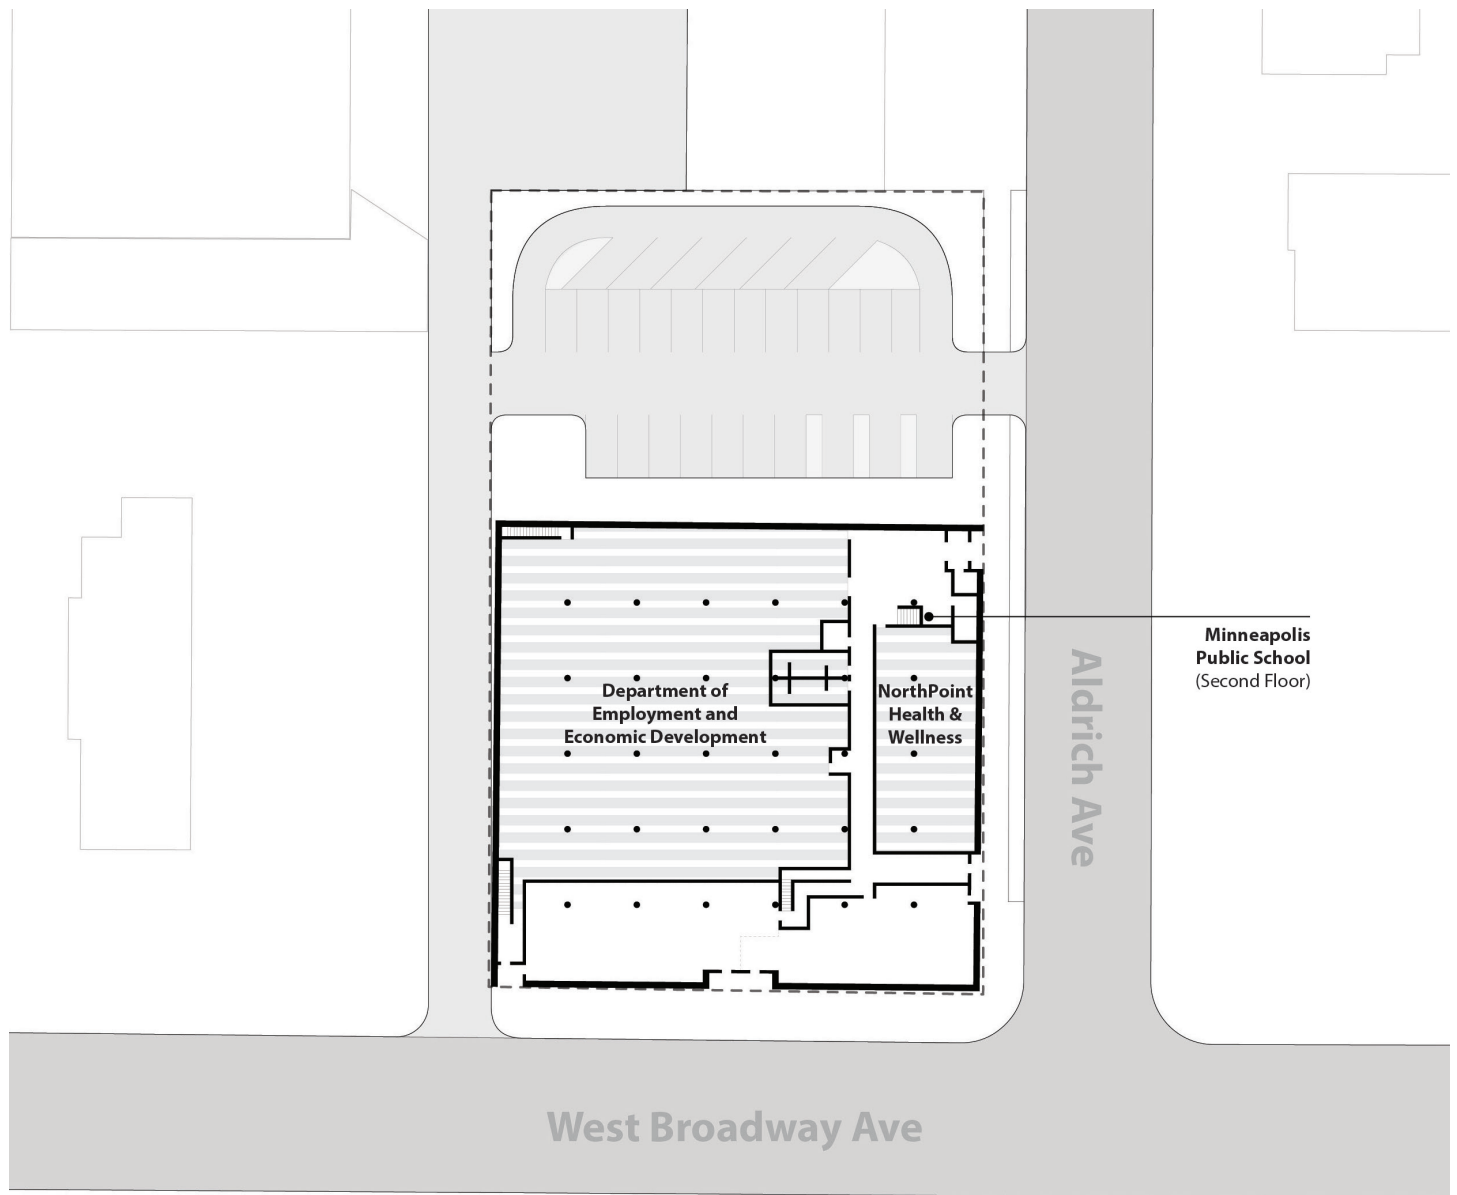 Minneapolis
Public School
(Second Floor)
Department of
Employment and
Economic Development
NorthPoint
Health &
Wellness
Aldrich Ave
West Broadway Ave